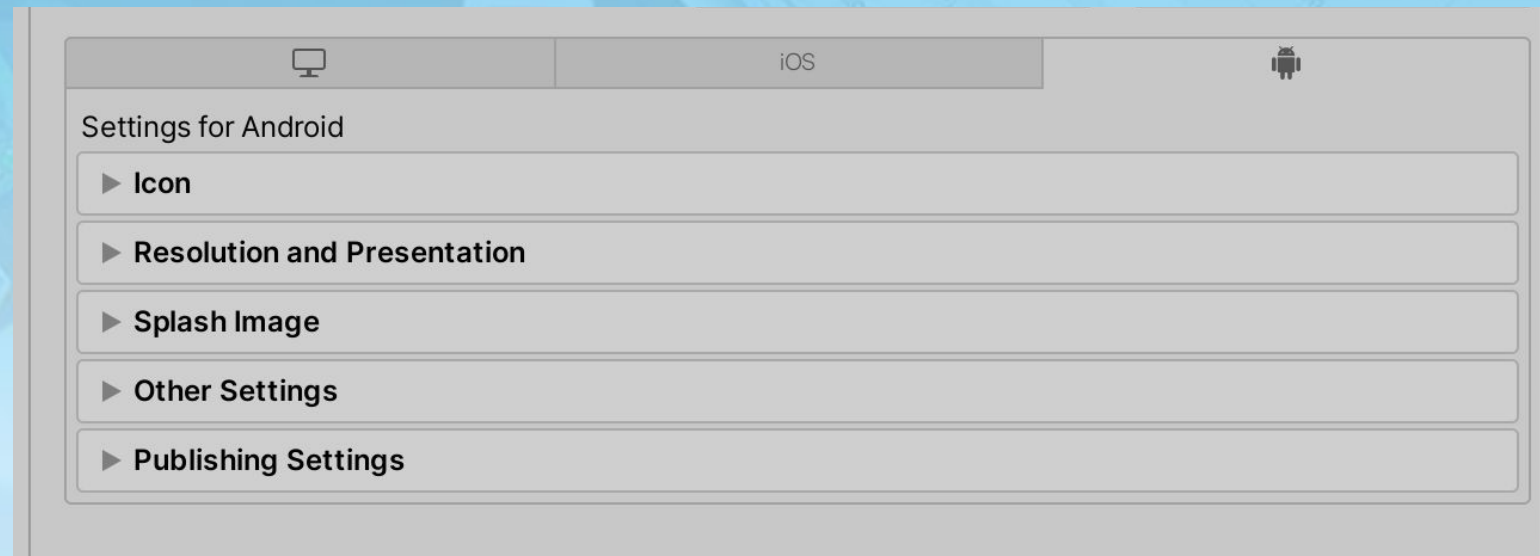 iOS
Settings for Android
Icon
Resolution and Presentation
Splash Image
Other Settings
Publishing Settings